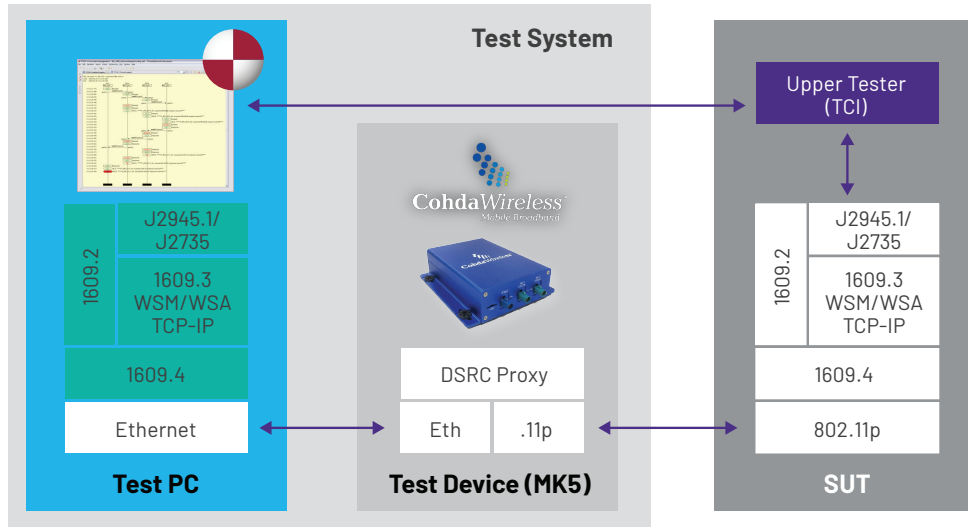 Test System
Upper Tester
(TCI)
CohdaWireless
Mobile Broadband
1609.2
J2945.1/
J2735
1609.3
WSM/WSA
TCP-IP
1609.4
Ethernet
Test PC
DSRC Proxy
Eth
.11p
Test Device (MK5)
1609.2
J2945.1/
J2735
1609.3
WSM/WSA
TCP-IP
1609.4
802.11p
SUT